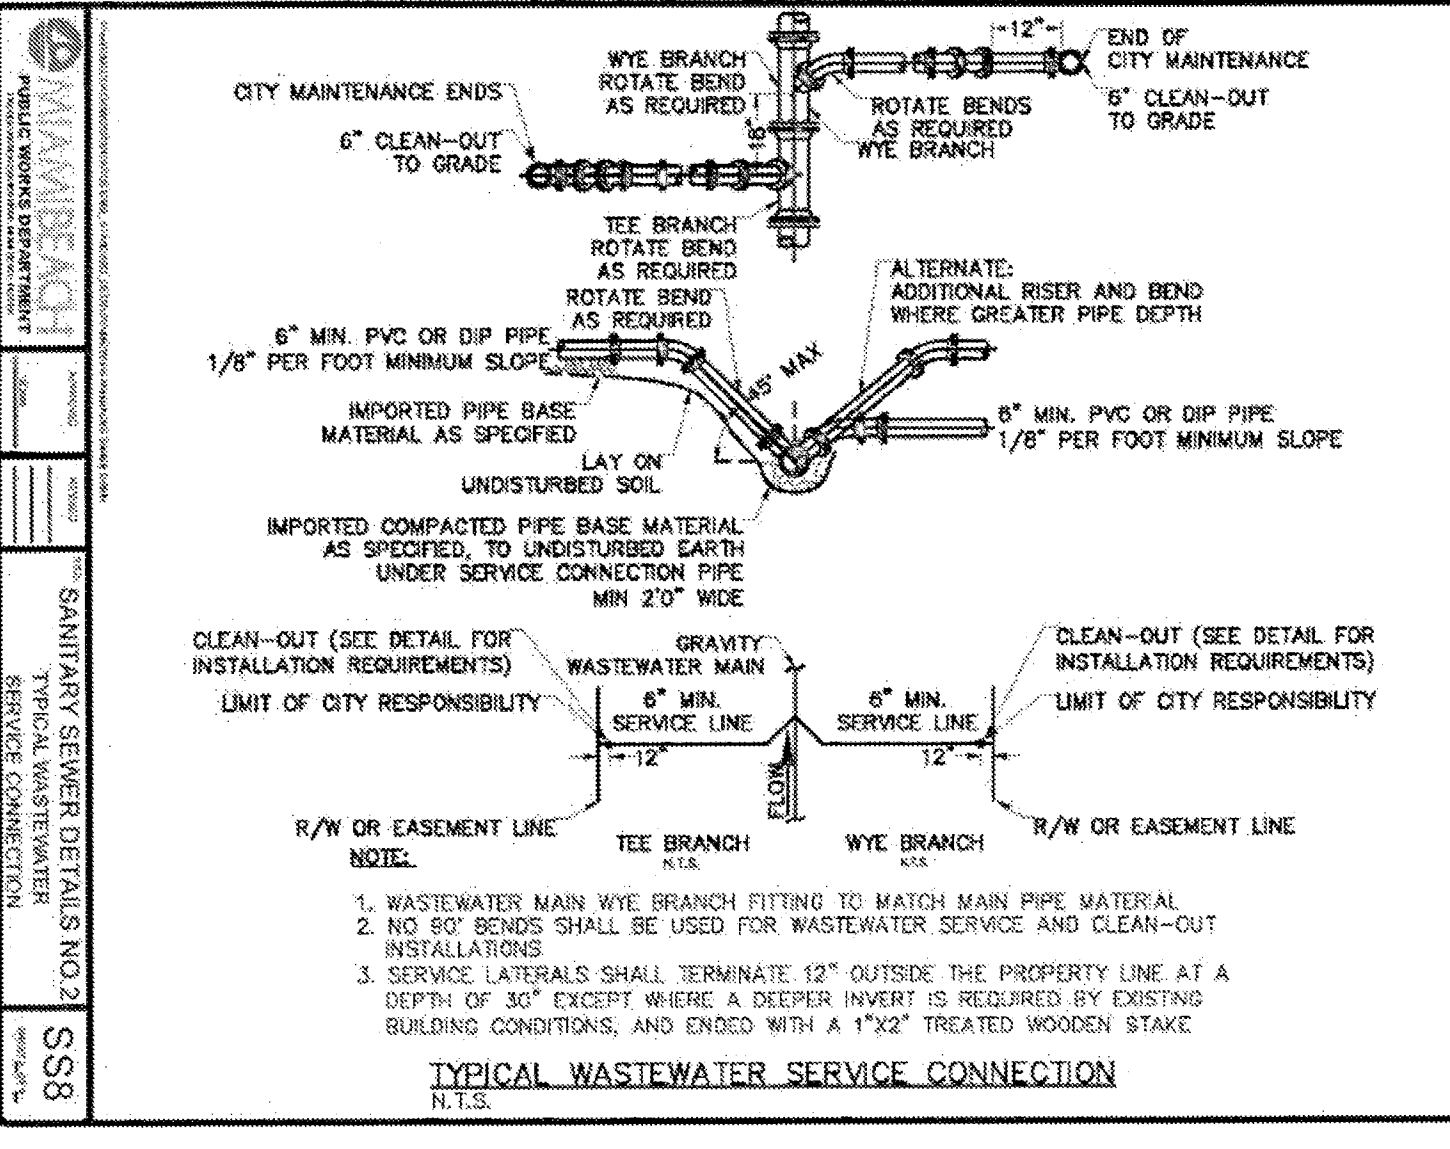 12"
END OF
CITY MAINTENANCE
6" CLEAN-OUT
TO GRADE
WYE BRANCH
ROTATE BEND
AS REQUIRED
ROTATE BENDS
AS REQUIRED
WYE BRANCH
18"
CITY MAINTENANCE ENDS
6" CLEAN-OUT
TO GRADE
TEE BRANCH
ROTATE BEND
AS REQUIRED
ROTATE BEND
AS REQUIRED
ALTERNATE:
ADDITIONAL RISER AND BEND
WHERE GREATER PIPE DEPTH
6" MIN. PVC OR DIP PIPE
1/8" PER FOOT MINIMUM SLOPE
45° MAX
IMPORTED PIPE BASE
MATERIAL AS SPECIFIED
6" MIN. PVC OR DIP PIPE
1/8" PER FOOT MINIMUM SLOPE
LAY ON
UNDISTURBED SOIL
IMPORTED COMPACTED PIPE BASE MATERIAL
AS SPECIFIED, TO UNDISTURBED EARTH
UNDER SERVICE CONNECTION PIPE
MIN 2'0" WIDE
CLEAN-OUT (SEE DETAIL FOR
INSTALLATION REQUIREMENTS)
LIMIT OF CITY RESPONSIBILITY
GRAVITY
WASTEWATER MAIN
6" MIN.
SERVICE LINE
6" MIN.
SERVICE LINE
CLEAN-OUT (SEE DETAIL FOR
INSTALLATION REQUIREMENTS)
LIMIT OF CITY RESPONSIBILITY
12"
12"
FLOW
R/W OR EASEMENT LINE
R/W OR EASEMENT LINE
TEE BRANCH
N.T.S.
WYE BRANCH
N.T.S.
NOTE:
1. WASTEWATER MAIN WYE BRANCH FITTING TO MATCH MAIN PIPE MATERIAL
2. NO 90° BENDS SHALL BE USED FOR WASTEWATER SERVICE AND CLEAN-OUT
INSTALLATIONS
3. SERVICE LATERALS SHALL TERMINATE 12" OUTSIDE THE PROPERTY LINE AT A
DEPTH OF 30" EXCEPT WHERE A DEEPER INVERT IS REQUIRED BY EXISTING
BUILDING CONDITIONS, AND ENDED WITH A 1"X2" TREATED WOODEN STAKE
TYPICAL WASTEWATER SERVICE CONNECTION
N.T.S.
MIAMIBEACH
PUBLIC WORKS DEPARTMENT
SANITARY SEWER DETAILS NO.2
TYPICAL WASTEWATER
SERVICE CONNECTION
SS8